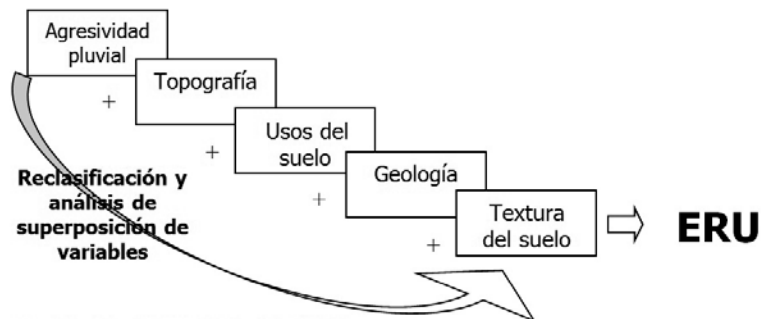 Agresividad
pluvial
+
Topografía
+
Usos del
suelo
+
Geología
+
Textura
del suelo
ERU
Reclasificación y
análisis de
superposición de
variables